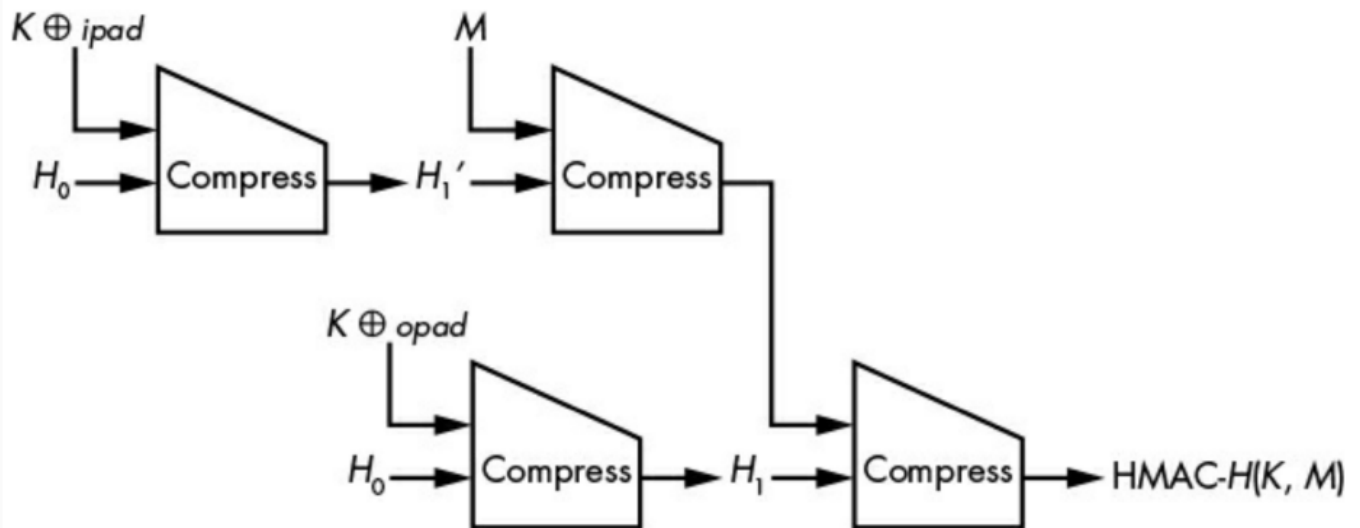 K ⊕ ipad
M
H₀
Compress
H₁′
Compress
K ⊕ opad
H₀
Compress
H₁
Compress
HMAC-H(K, M)